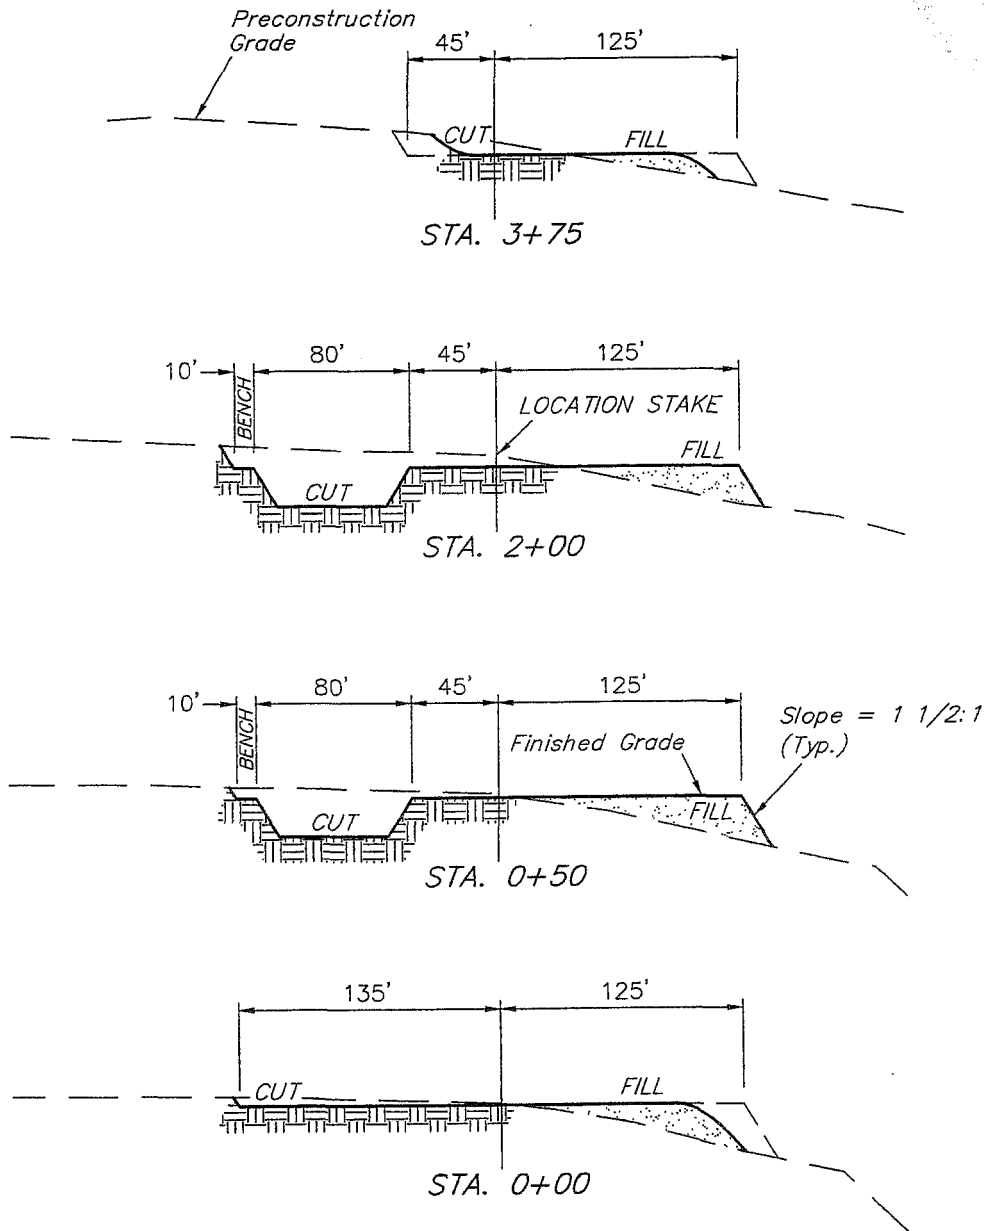 Preconstruction
Grade
45' 125'
CUT FILL
STA. 3+75
10' 80' 45' 125'
BENCH
LOCATION STAKE
FILL
CUT
STA. 2+00
10' 80' 45' 125'
BENCH
Slope = 1 1/2:1
(Typ.)
Finished Grade
CUT FILL
STA. 0+50
135' 125'
CUT FILL
STA. 0+00